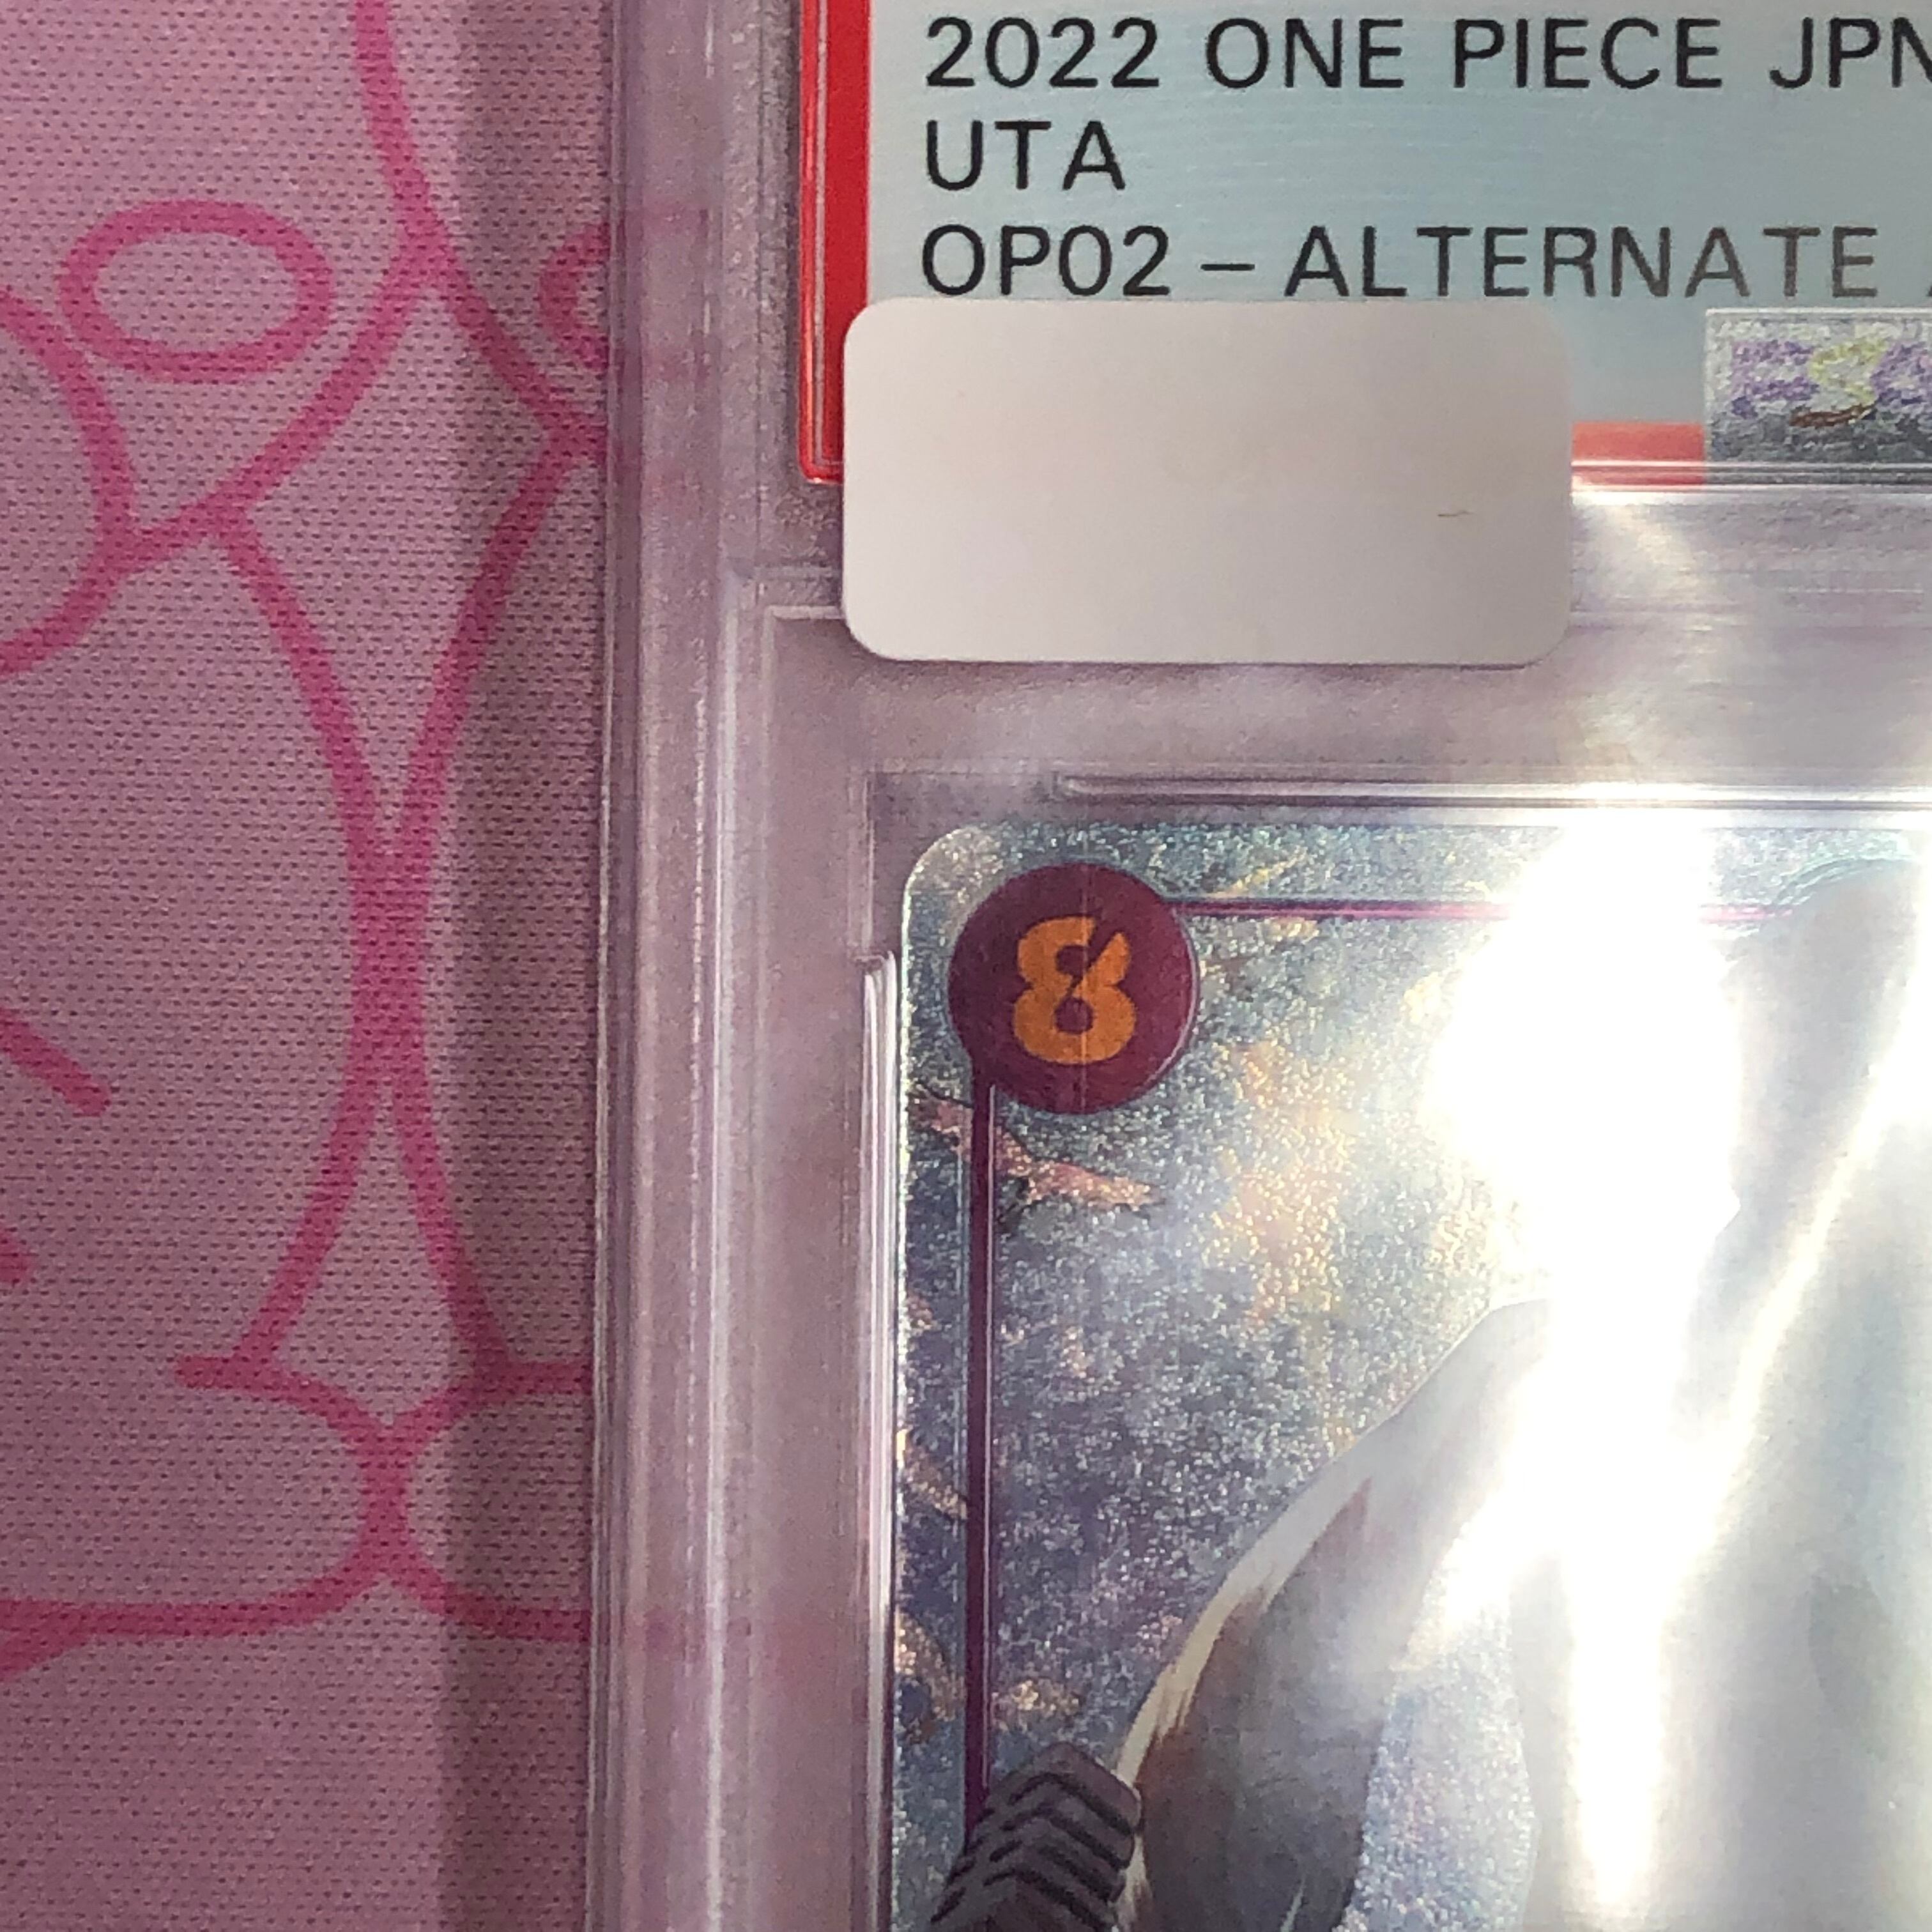 2022 ONE PIECE JPN
UTA
OP02 – ALTERNATE
8